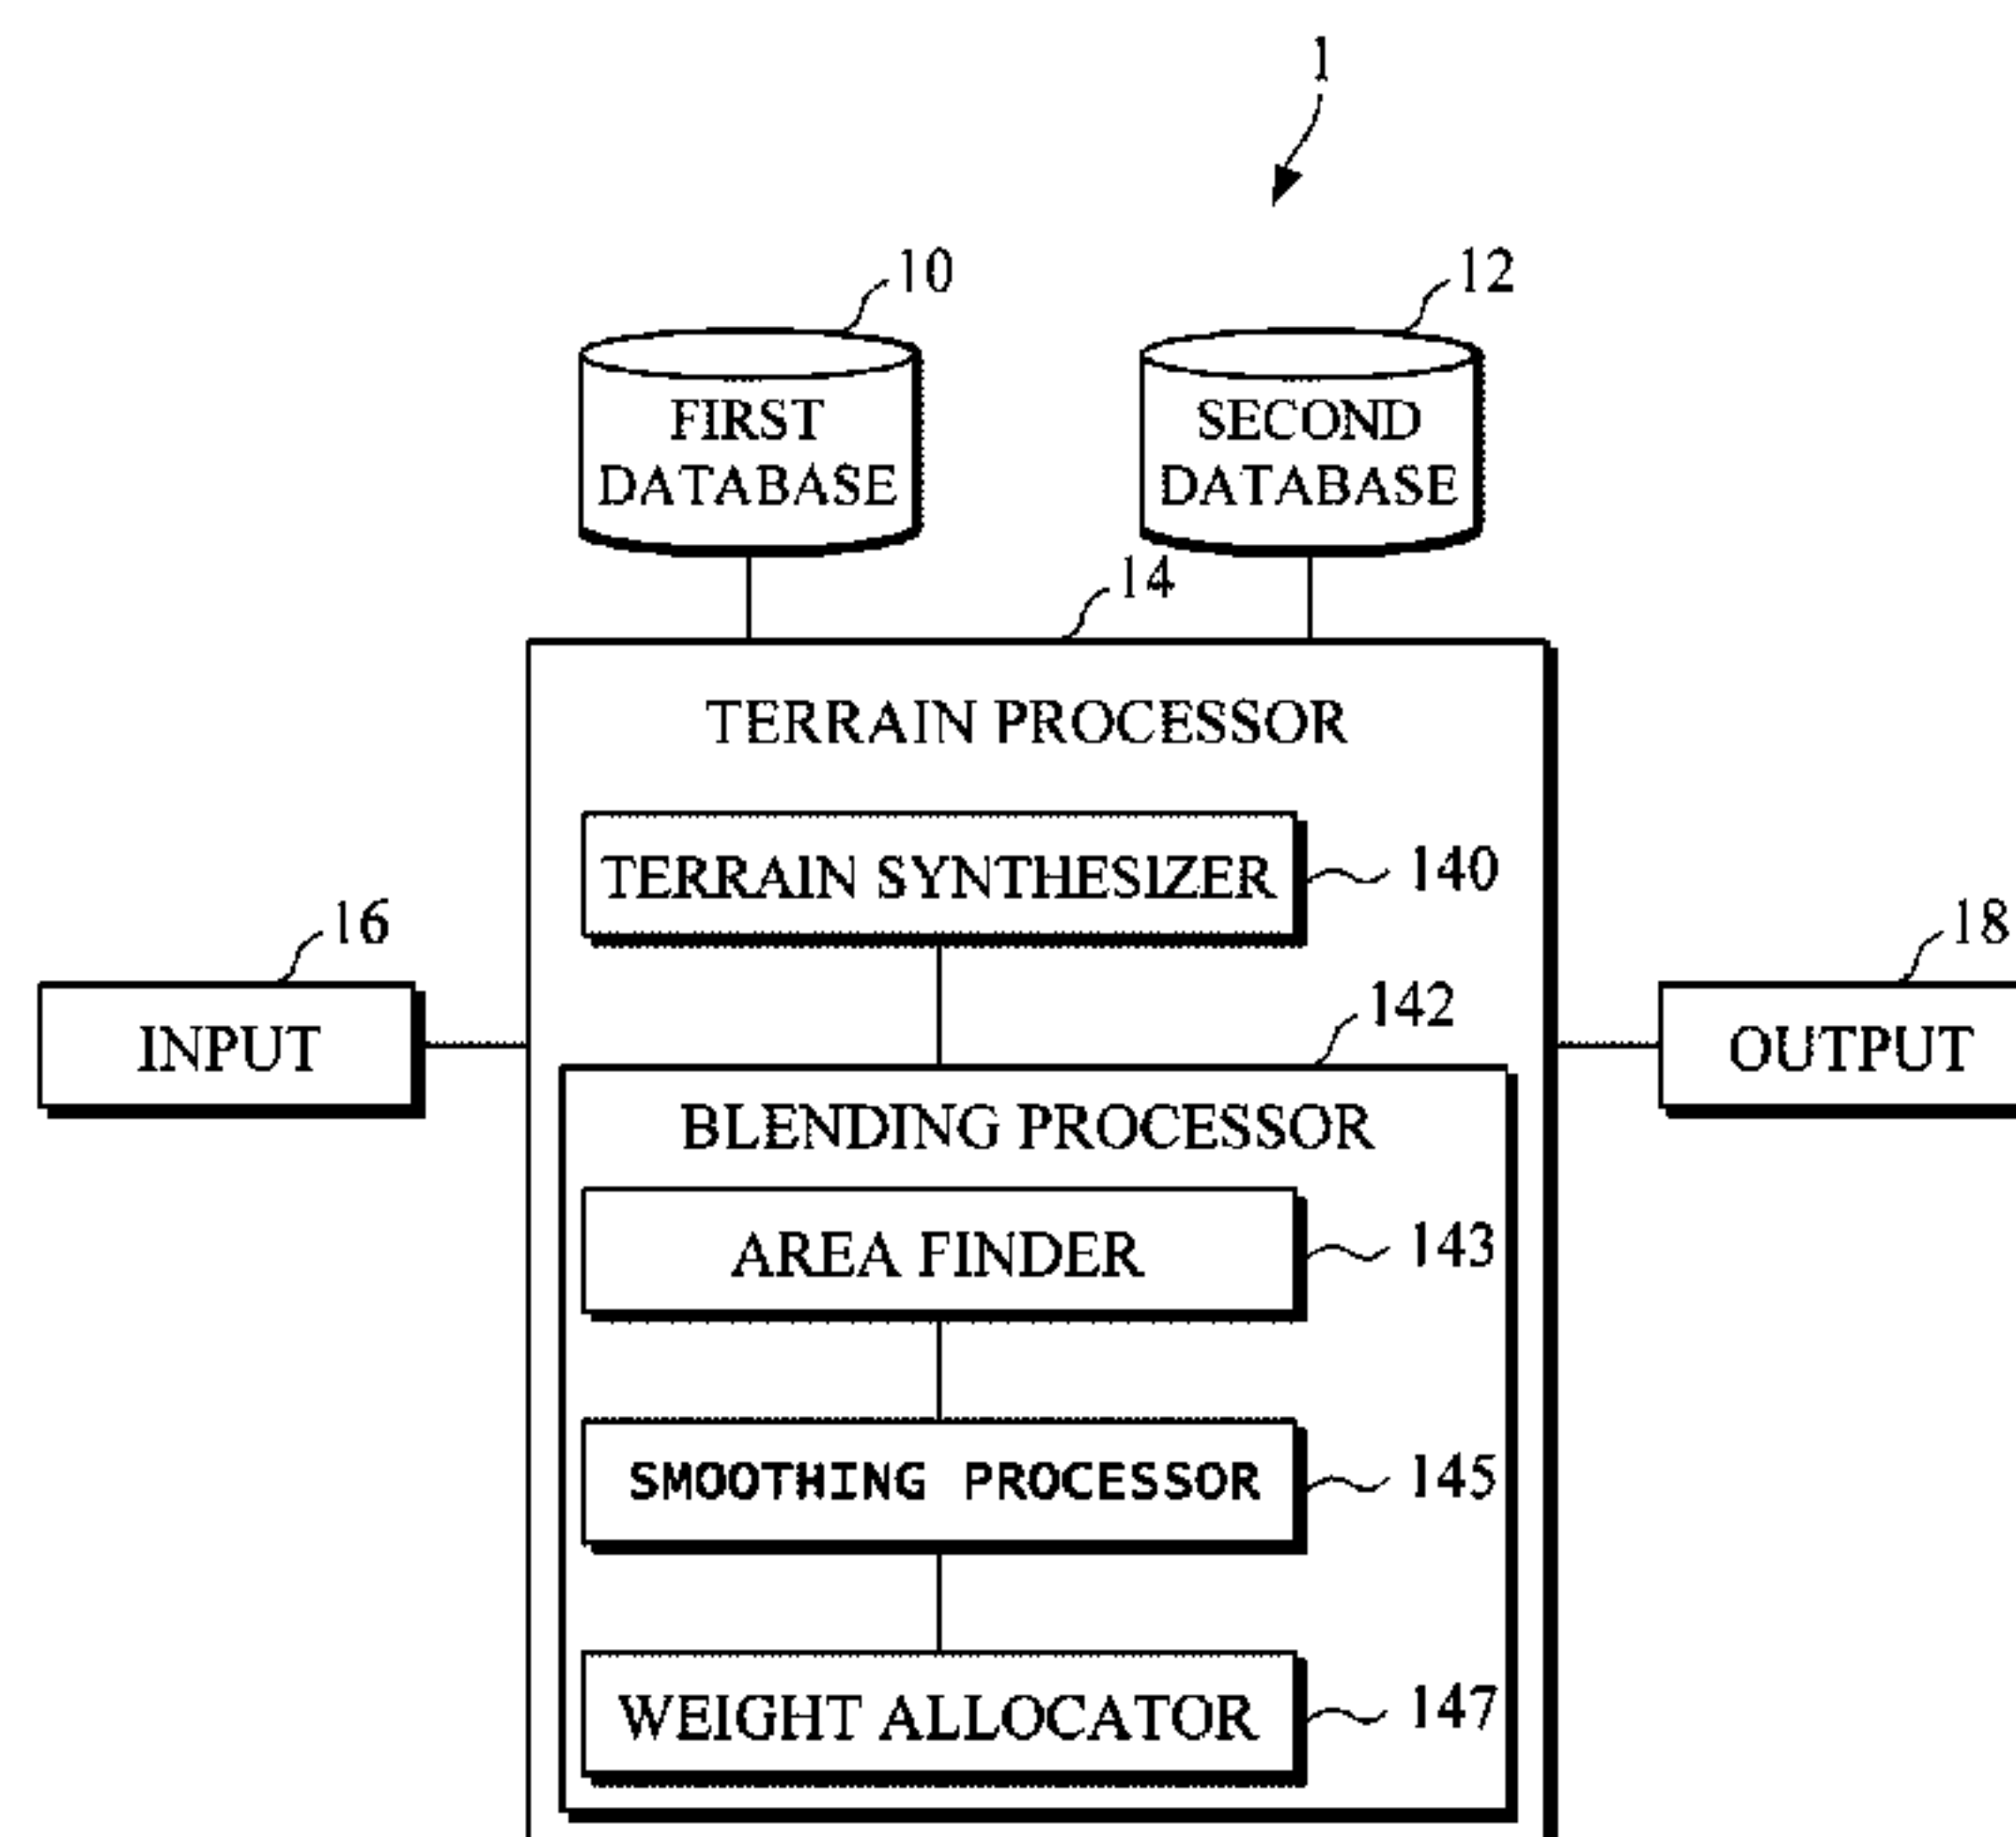 1
10
12
FIRST
DATABASE
SECOND
DATABASE
14
TERRAIN PROCESSOR
TERRAIN SYNTHESIZER
140
16
18
INPUT
142
OUTPUT
BLENDING PROCESSOR
AREA FINDER
143
SMOOTHING PROCESSOR
145
WEIGHT ALLOCATOR
147